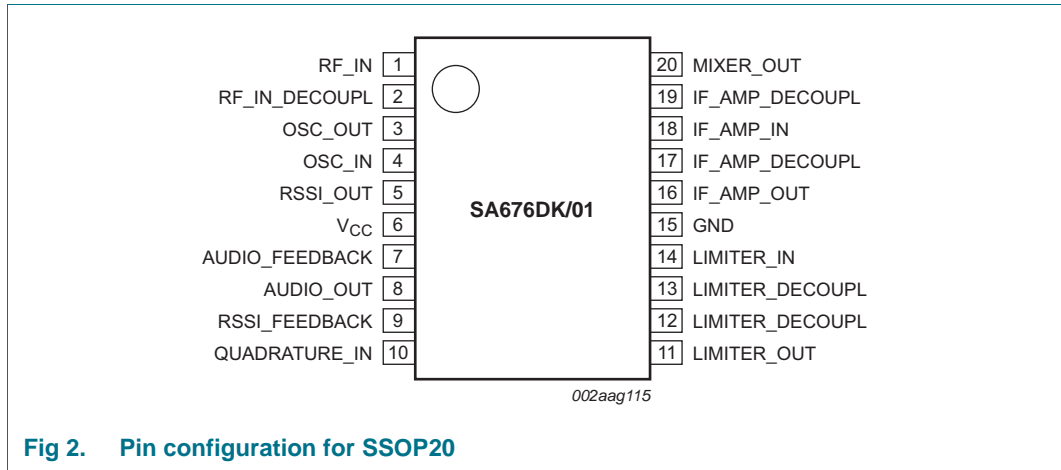 RF_IN 1
RF_IN_DECOUPL 2
OSC_OUT 3
OSC_IN 4
RSSI_OUT 5
VCC 6
AUDIO_FEEDBACK 7
AUDIO_OUT 8
RSSI_FEEDBACK 9
QUADRATURE_IN 10
SA676DK/01
20 MIXER_OUT
19 IF_AMP_DECOUPL
18 IF_AMP_IN
17 IF_AMP_DECOUPL
16 IF_AMP_OUT
15 GND
14 LIMITER_IN
13 LIMITER_DECOUPL
12 LIMITER_DECOUPL
11 LIMITER_OUT
002aag115
Fig 2. Pin configuration for SSOP20